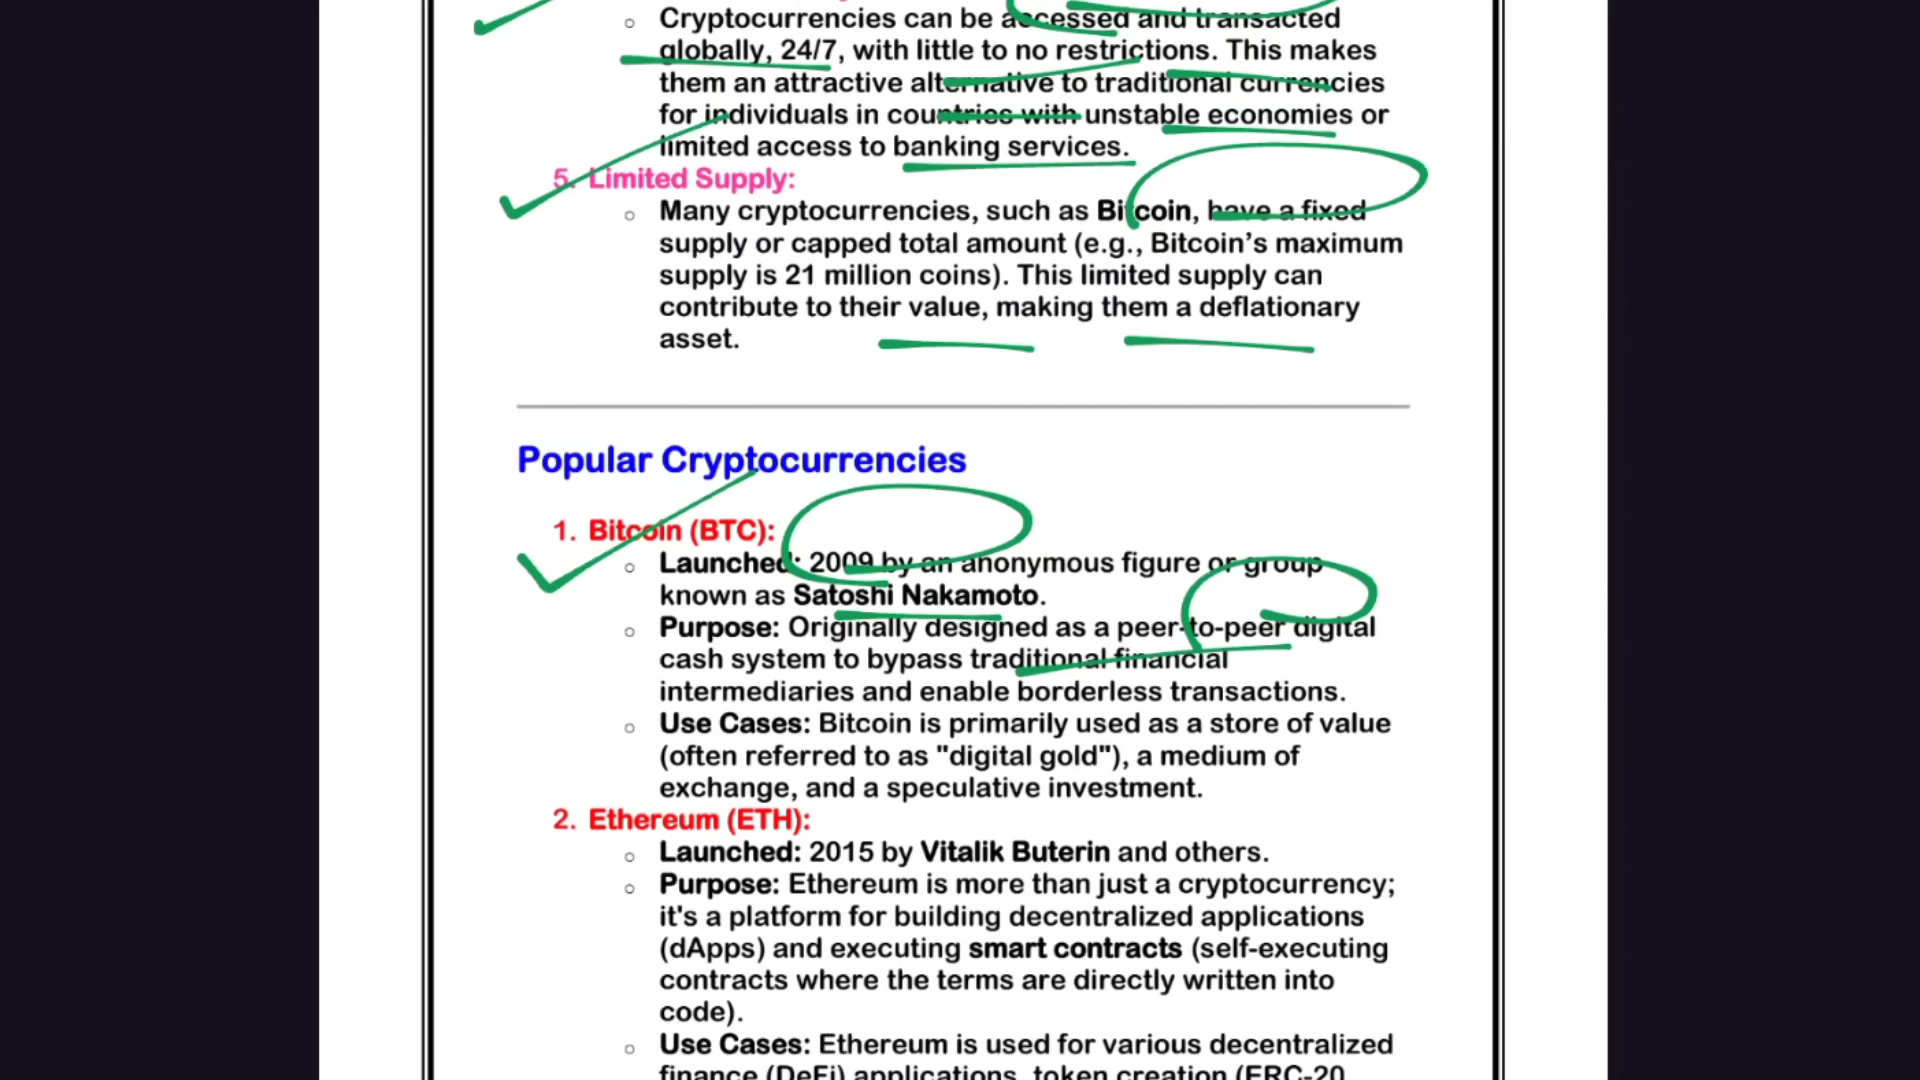 ○ Cryptocurrencies can be accessed and transacted
globally, 24/7, with little to no restrictions. This makes
them an attractive alternative to traditional currencies
for individuals in countries with unstable economies or
limited access to banking services.
5. Limited Supply:
○ Many cryptocurrencies, such as Bitcoin, have a fixed
supply or capped total amount (e.g., Bitcoin’s maximum
supply is 21 million coins). This limited supply can
contribute to their value, making them a deflationary
asset.
Popular Cryptocurrencies
1. Bitcoin (BTC):
○ Launched: 2009 by an anonymous figure or group
known as Satoshi Nakamoto.
○ Purpose: Originally designed as a peer-to-peer digital
cash system to bypass traditional financial
intermediaries and enable borderless transactions.
○ Use Cases: Bitcoin is primarily used as a store of value
(often referred to as "digital gold"), a medium of
exchange, and a speculative investment.
2. Ethereum (ETH):
○ Launched: 2015 by Vitalik Buterin and others.
○ Purpose: Ethereum is more than just a cryptocurrency;
it's a platform for building decentralized applications
(dApps) and executing smart contracts (self-executing
contracts where the terms are directly written into
code).
○ Use Cases: Ethereum is used for various decentralized
finance (DeFi) applications, token creation (ERC-20